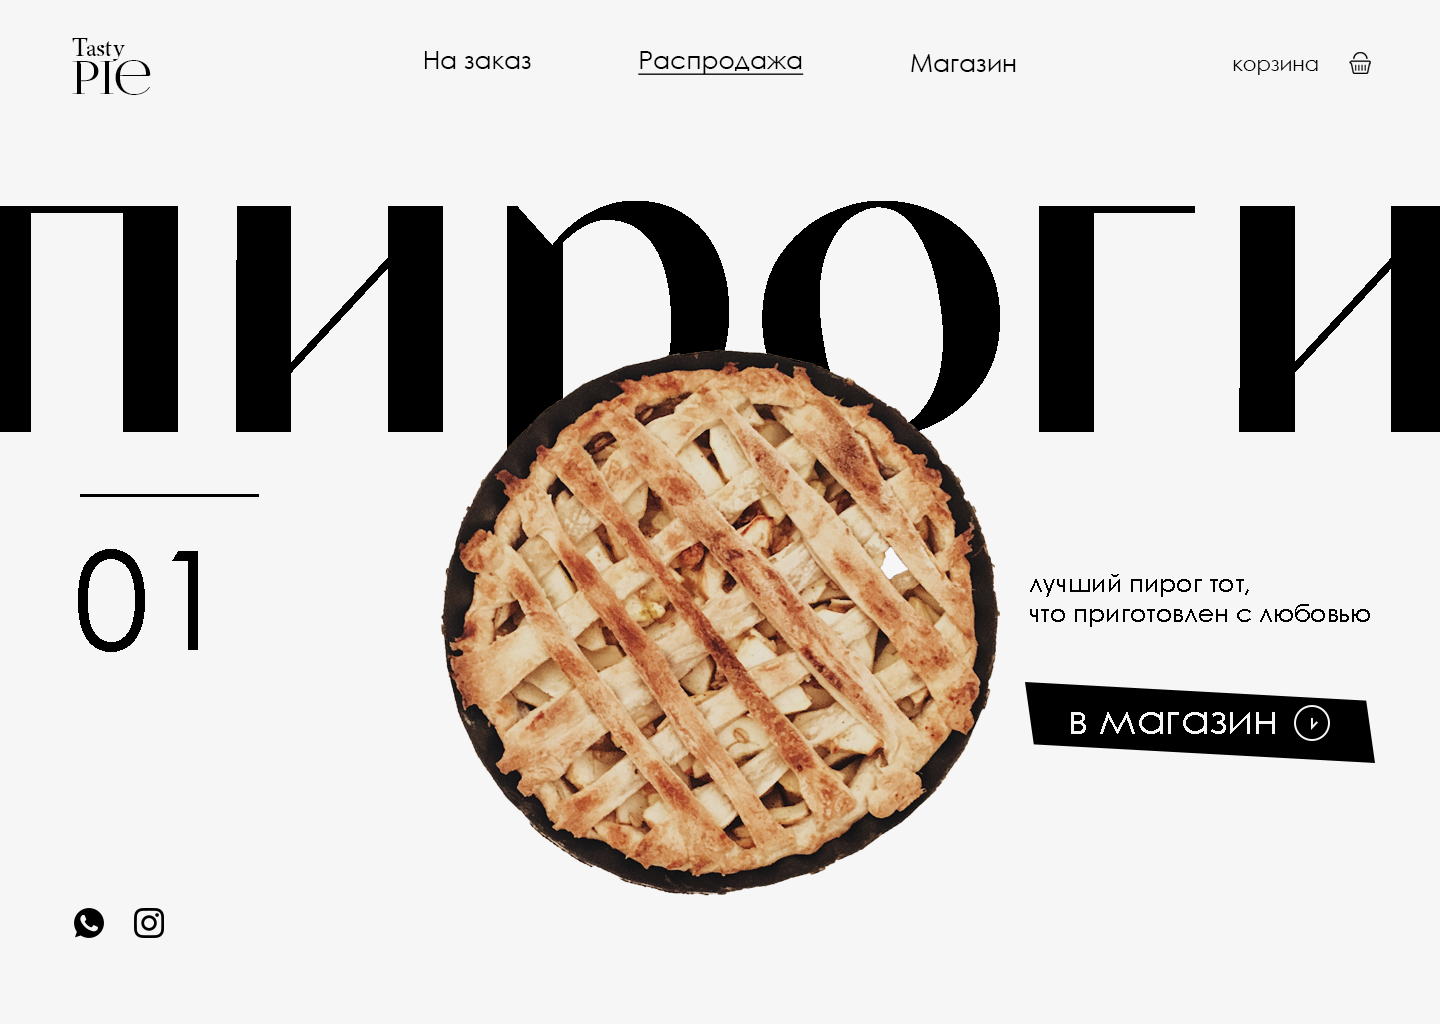 Tasty
PIe
На заказ
Распродажа
Магазин
корзина
пироги
01
лучший пирог тот,
что приготовлен с любовью
в магазин